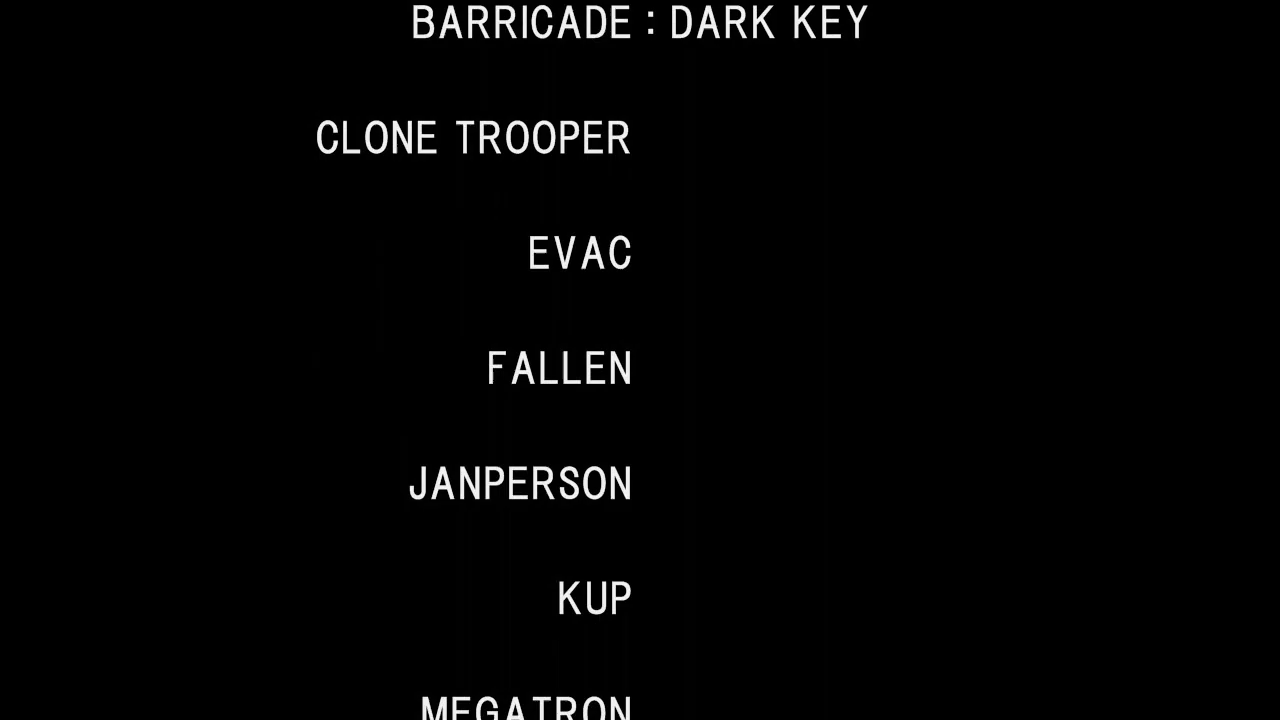 BARRICADE : DARK KEY
CLONE TROOPER
EVAC
FALLEN
JANPERSON
KUP
MEGATRON